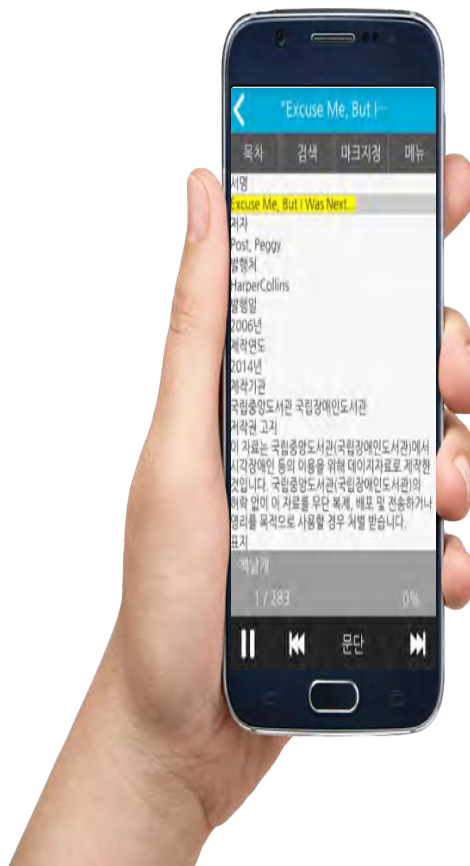 "Excuse Me, But I…
목차 검색 마크지정 메뉴
서명
Excuse Me, But I Was Next...
저자
Post, Peggy
발행처
HarperCollins
발행일
2006년
제작연도
2014년
제작기관
국립중앙도서관 국립장애인도서관
저작권 고지
이 자료는 국립중앙도서관(국립장애인도서관)에서
시각장애인 등의 이용을 위해 데이지자료로 제작한
것입니다. 국립중앙도서관(국립장애인도서관)의
허락 없이 이 자료를 무단 복제, 배포 및 전송하거나
영리를 목적으로 사용할 경우 처벌 받습니다.
표지
책날개
1 / 283 0%
문단